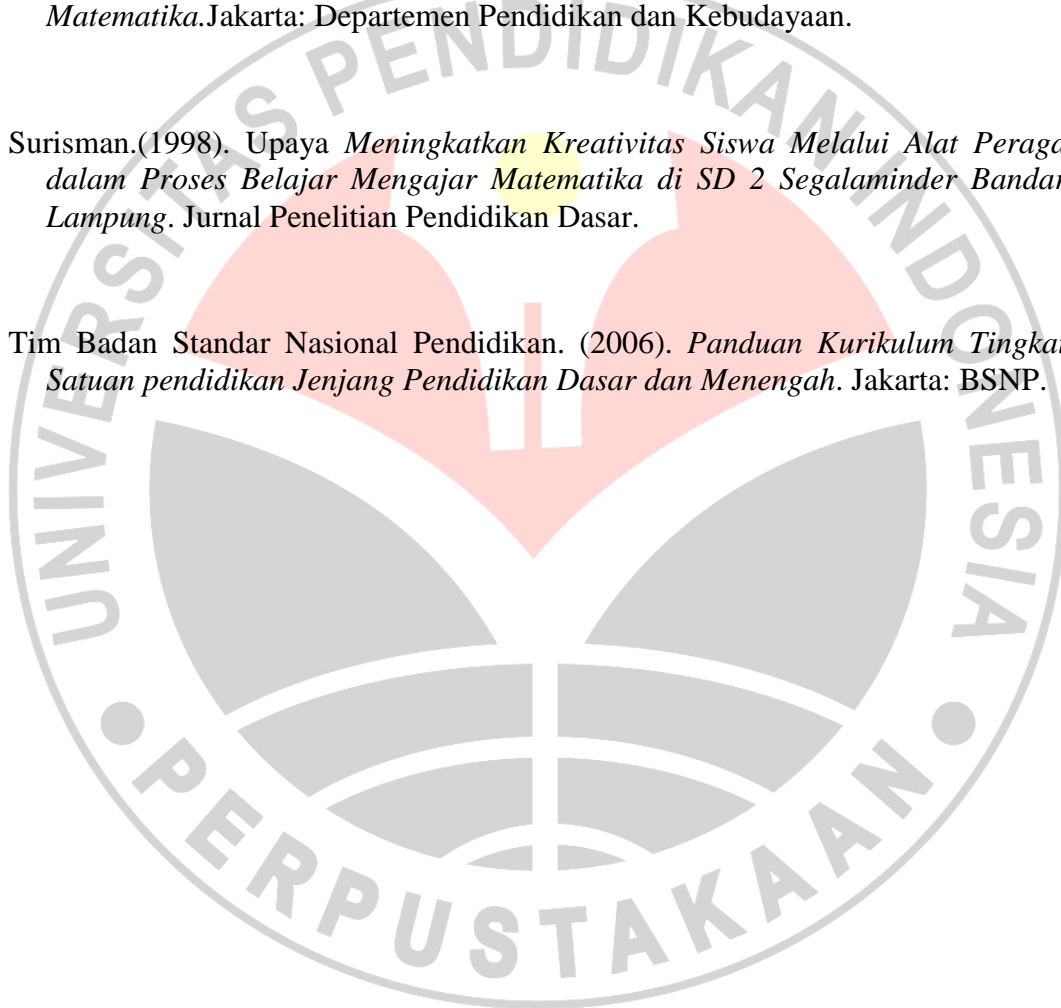 Matematika.Jakarta: Departemen Pendidikan dan Kebudayaan.
Surisman.(1998). Upaya Meningkatkan Kreativitas Siswa Melalui Alat Peraga
dalam Proses Belajar Mengajar Matematika di SD 2 Segalaminder Bandar
Lampung. Jurnal Penelitian Pendidikan Dasar.
Tim Badan Standar Nasional Pendidikan. (2006). Panduan Kurikulum Tingkat
Satuan pendidikan Jenjang Pendidikan Dasar dan Menengah. Jakarta: BSNP.
UNIVERSITAS PENDIDIKAN INDONESIA
PERPUSTAKAAN